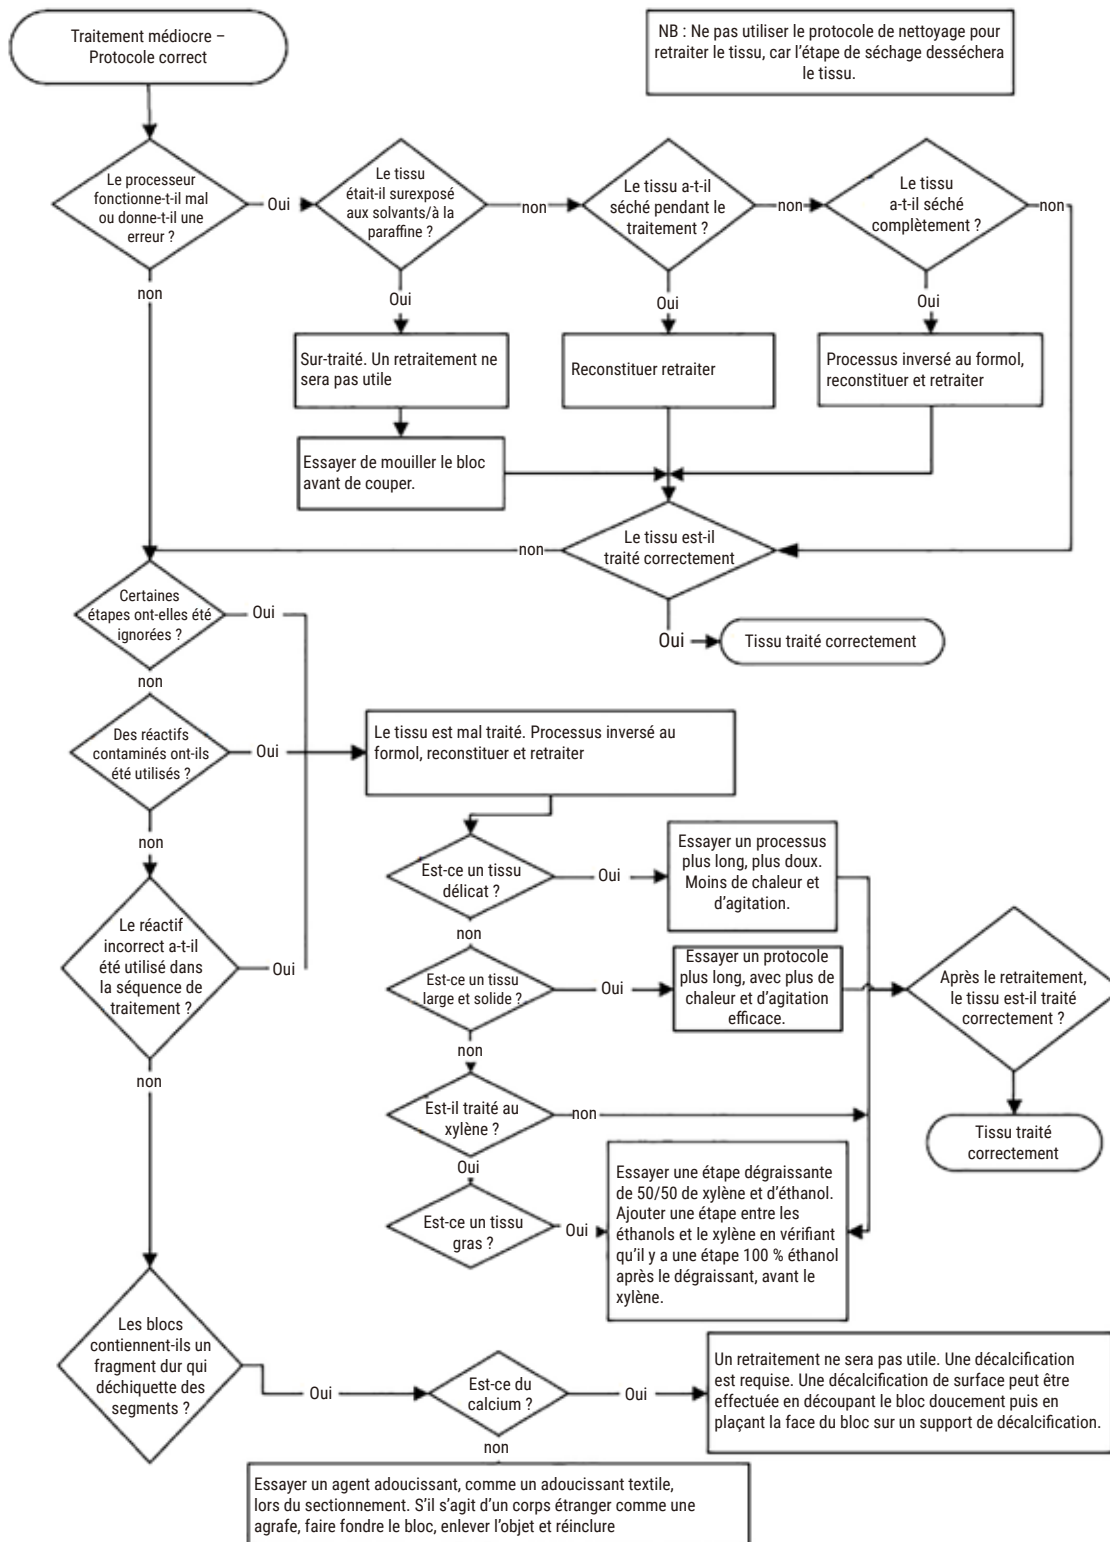 Traitement médiocre –
Protocole correct
NB : Ne pas utiliser le protocole de nettoyage pour
retraiter le tissu, car l'étape de séchage desséchera
le tissu.
Le processeur
fonctionne-t-il mal
ou donne-t-il une
erreur ?
Oui
Le tissu
était-il surexposé
aux solvants/à la
paraffine ?
non
Le tissu a-t-il
séché pendant le
traitement ?
non
Le tissu
a-t-il séché
complètement ?
non
non
Oui
Oui
Oui
Sur-traité. Un retraitement ne
sera pas utile
Reconstituer retraiter
Processus inversé au formol,
reconstituer et retraiter
Essayer de mouiller le bloc
avant de couper.
Le tissu est-il
traité correctement
non
Oui
Tissu traité correctement
Certaines
étapes ont-elles été
ignorées ?
Oui
non
Des réactifs
contaminés ont-ils
été utilisés ?
Oui
Le tissu est mal traité. Processus inversé au
formol, reconstituer et retraiter
non
Le réactif
incorrect a-t-il
été utilisé dans
la séquence de
traitement ?
Oui
non
Est-ce un tissu
délicat ?
Oui
Essayer un processus
plus long, plus doux.
Moins de chaleur et
d'agitation.
non
Est-ce un tissu
large et solide ?
Oui
Essayer un protocole
plus long, avec plus de
chaleur et d'agitation
efficace.
Après le retraitement,
le tissu est-il traité
correctement ?
non
Est-il traité au
xylène ?
non
Tissu traité
correctement
Oui
Est-ce un tissu
gras ?
Oui
Essayer une étape dégraissante
de 50/50 de xylène et d'éthanol.
Ajouter une étape entre les
éthanols et le xylène en vérifiant
qu'il y a une étape 100 % éthanol
après le dégraissant, avant le
xylène.
Les blocs
contiennent-ils un
fragment dur qui
déchiquette des
segments ?
Oui
Est-ce du
calcium ?
Oui
Un retraitement ne sera pas utile. Une décalcification
est requise. Une décalcification de surface peut être
effectuée en découpant le bloc doucement puis en
plaçant la face du bloc sur un support de décalcification.
non
Essayer un agent adoucissant, comme un adoucissant textile,
lors du sectionnement. S'il s'agit d'un corps étranger comme une
agrafe, faire fondre le bloc, enlever l'objet et réinclure